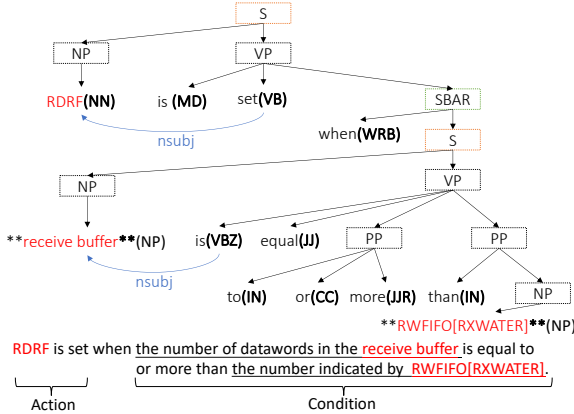 S
NP VP
RDRF(NN) is (MD) set(VB) SBAR
nsubj when(WRB) S
NP VP
**receive buffer**(NP) is(VBZ) equal(JJ) PP PP
nsubj to(IN) or(CC) more(JJR) than(IN) NP
**RWFIFO[RXWATER]**(NP)
RDRF is set when the number of datawords in the receive buffer is equal to
or more than the number indicated by RWFIFO[RXWATER].
Action Condition